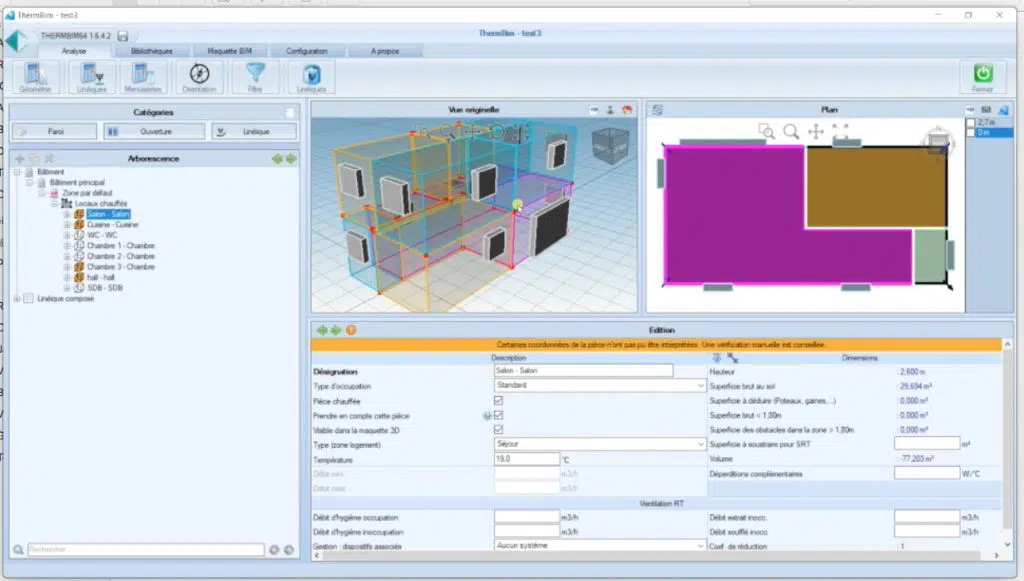 ThermBim - test3
THERMBIM64 1.6.4.2
ThermBim - test3
Analyse Bibliothèques Maquette BIM Configuration A propos
Géométrie Linéiques Menuiseries Orientation Filtre Linéiques Fermer
Catégories
Paroi Ouverture Linéique
Arborescence
Bâtiment
Bâtiment principal
Zone par défaut
Locaux chauffés
Salon - Salon
Cuisine - Cuisine
WC - WC
Chambre 1 - Chambre
Chambre 2 - Chambre
Chambre 3 - Chambre
hall - hall
SDB - SDB
Linéique composé
Rechercher
Vue originelle
Plan
2,7 m
0 m
Edition
Certaines coordonnées de la pièce n'ont pas pu être interprétées. Une vérification manuelle est conseillée.
Description Dimensions
Désignation Salon - Salon Hauteur 2,600 m
Type d'occupation Standard Superficie brut au sol 29,694 m²
Pièce chauffée Superficie à déduire (Poteaux, gaines,...) 0,000 m²
Prendre en compte cette pièce Superficie brut < 1,80m 0,000 m²
Visible dans la maquette 3D Superficie des obstacles dans la zone > 1,80m 0,000 m²
Type (zone logement) Séjour Superficie à soustraire pour SRT m²
Température 19,0 °C Volume -77,203 m³
Débit m3/h Déperditions complémentaires W/°C
Débit m3/h
Ventilation RT
Débit d'hygiène occupation m3/h Débit extrait inocc. m3/h
Débit d'hygiène inoccupation m3/h Débit soufflé inocc. m3/h
Gestion : dispositifs associés Aucun système Coef. de réduction : 1